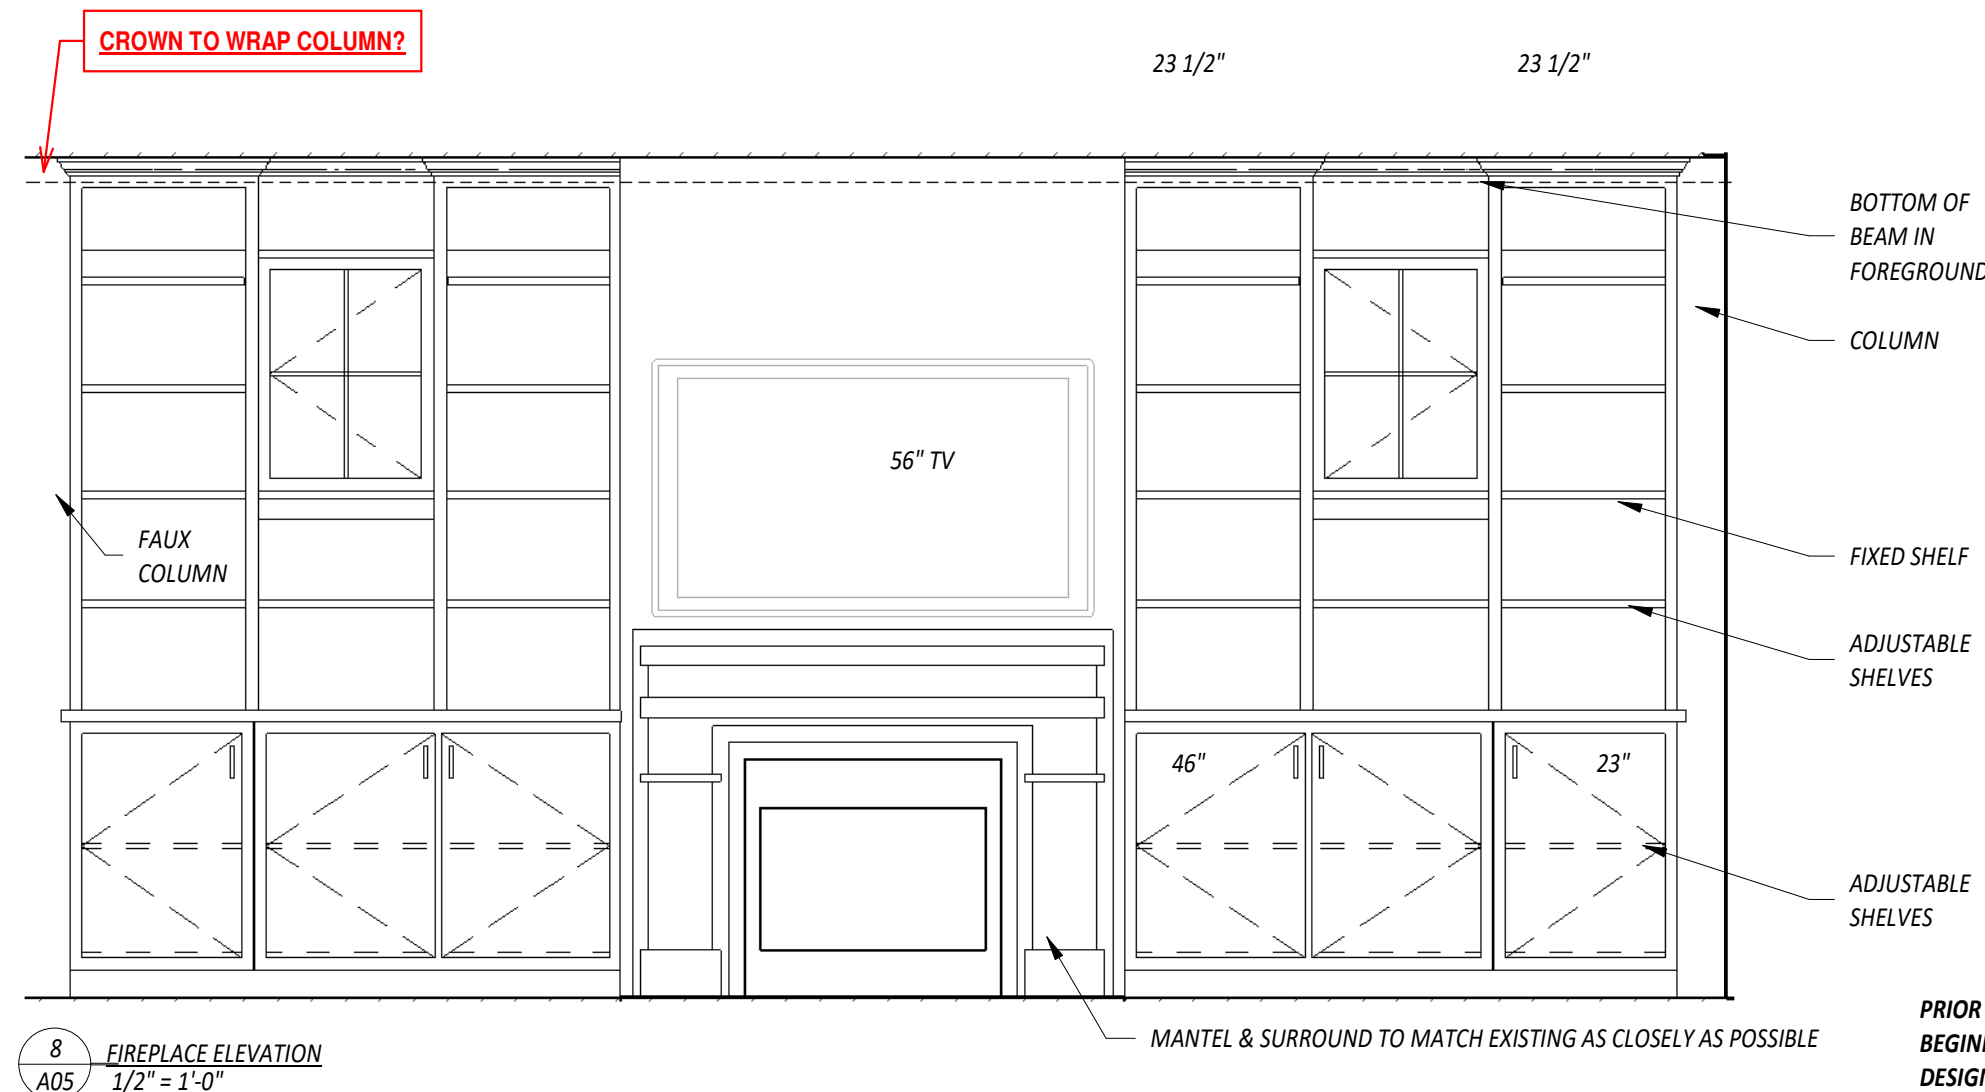 CROWN TO WRAP COLUMN?
23 1/2"
23 1/2"
BOTTOM OF
BEAM IN
FOREGROUND
COLUMN
56" TV
FAUX
COLUMN
FIXED SHELF
ADJUSTABLE
SHELVES
46"
23"
ADJUSTABLE
SHELVES
MANTEL & SURROUND TO MATCH EXISTING AS CLOSELY AS POSSIBLE
8
A05
FIREPLACE ELEVATION
1/2" = 1'-0"
PRIOR